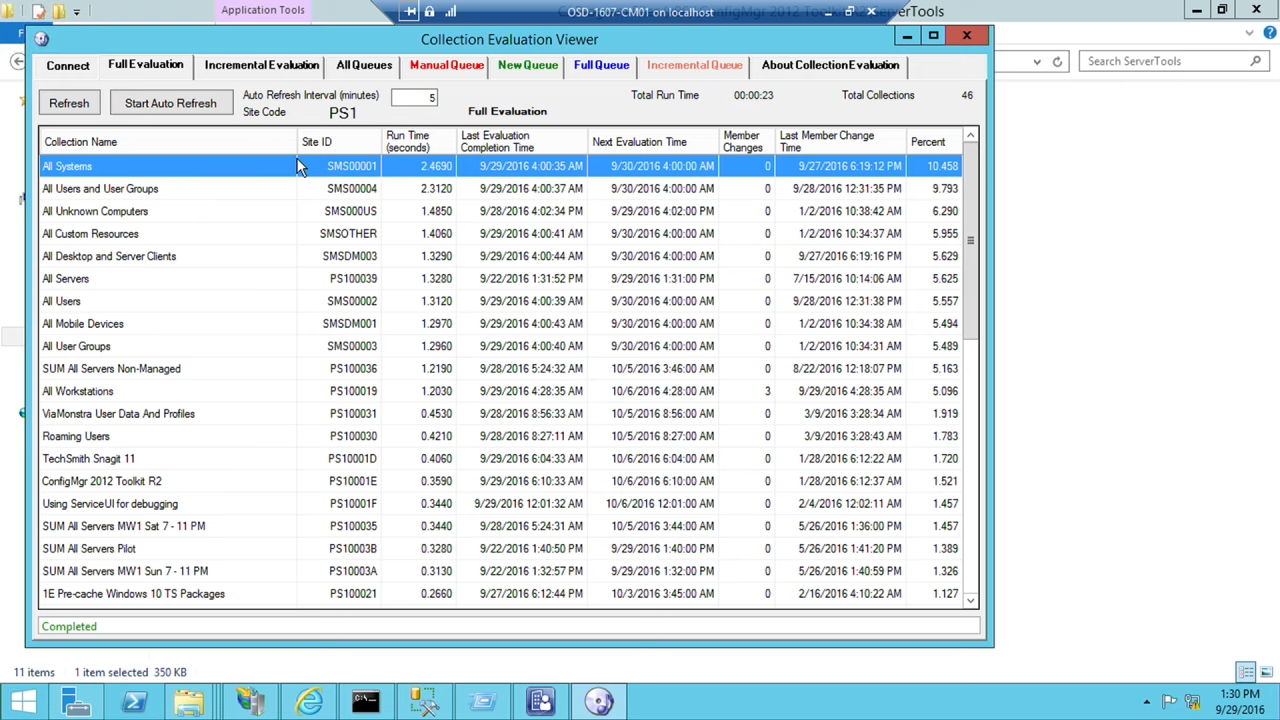 Application Tools
OSD-1607-CM01 on localhost
ConfigMgr 2012 Toolkit R2 ServerTools
F
Collection Evaluation Viewer
Connect Full Evaluation Incremental Evaluation All Queues Manual Queue New Queue Full Queue Incremental Queue About Collection Evaluation
Search ServerTools
Refresh Start Auto Refresh Auto Refresh Interval (minutes) 5 Total Run Time 00:00:23 Total Collections 46
Site Code PS1 Full Evaluation
Collection Name Site ID Run Time (seconds) Last Evaluation Completion Time Next Evaluation Time Member Changes Last Member Change Time Percent
All Systems SMS00001 2.4690 9/29/2016 4:00:35 AM 9/30/2016 4:00:00 AM 0 9/27/2016 6:19:12 PM 10.458
All Users and User Groups SMS00004 2.3120 9/29/2016 4:00:37 AM 9/30/2016 4:00:00 AM 0 9/28/2016 12:31:35 PM 9.793
All Unknown Computers SMS000US 1.4850 9/28/2016 4:02:34 PM 9/29/2016 4:02:00 PM 0 1/2/2016 10:38:42 AM 6.290
All Custom Resources SMSOTHER 1.4060 9/29/2016 4:00:41 AM 9/30/2016 4:00:00 AM 0 1/2/2016 10:34:37 AM 5.955
All Desktop and Server Clients SMSDM003 1.3290 9/29/2016 4:00:44 AM 9/30/2016 4:00:00 AM 0 9/27/2016 6:19:16 PM 5.629
All Servers PS100039 1.3280 9/22/2016 1:31:52 PM 9/29/2016 1:31:00 PM 0 7/15/2016 10:14:06 AM 5.625
All Users SMS00002 1.3120 9/29/2016 4:00:39 AM 9/30/2016 4:00:00 AM 0 9/28/2016 12:31:38 PM 5.557
All Mobile Devices SMSDM001 1.2970 9/29/2016 4:00:43 AM 9/30/2016 4:00:00 AM 0 1/2/2016 10:34:38 AM 5.494
All User Groups SMS00003 1.2960 9/29/2016 4:00:40 AM 9/30/2016 4:00:00 AM 0 1/2/2016 10:34:31 AM 5.489
SUM All Servers Non-Managed PS100036 1.2190 9/28/2016 5:24:32 AM 10/5/2016 3:46:00 AM 0 8/22/2016 12:18:07 PM 5.163
All Workstations PS100019 1.2030 9/29/2016 4:28:35 AM 10/6/2016 4:28:00 AM 3 9/29/2016 4:28:35 AM 5.096
ViaMonstra User Data And Profiles PS100031 0.4530 9/28/2016 8:56:33 AM 10/5/2016 8:56:00 AM 0 3/9/2016 3:28:34 AM 1.919
Roaming Users PS100030 0.4210 9/28/2016 8:27:11 AM 10/5/2016 8:27:00 AM 0 3/9/2016 3:28:43 AM 1.783
TechSmith Snagit 11 PS10001D 0.4060 9/29/2016 6:04:33 AM 10/6/2016 6:04:00 AM 0 1/28/2016 6:12:22 AM 1.720
ConfigMgr 2012 Toolkit R2 PS10001E 0.3590 9/29/2016 6:10:33 AM 10/6/2016 6:10:00 AM 0 1/28/2016 6:12:37 AM 1.521
Using ServiceUI for debugging PS10001F 0.3440 9/29/2016 12:01:32 AM 10/6/2016 12:01:00 AM 0 2/4/2016 12:02:11 AM 1.457
SUM All Servers MW1 Sat 7 - 11 PM PS100035 0.3440 9/28/2016 5:24:31 AM 10/5/2016 3:44:00 AM 0 5/26/2016 1:36:00 PM 1.457
SUM All Servers Pilot PS10003B 0.3280 9/22/2016 1:40:50 PM 9/29/2016 1:40:00 PM 0 5/26/2016 1:41:20 PM 1.389
SUM All Servers MW1 Sun 7 - 11 PM PS10003A 0.3130 9/22/2016 1:32:57 PM 9/29/2016 1:32:00 PM 0 5/26/2016 1:40:59 PM 1.326
1E Pre-cache Windows 10 TS Packages PS100021 0.2660 9/27/2016 6:12:44 PM 10/3/2016 3:45:00 AM 0 2/16/2016 4:10:22 AM 1.127
Completed
11 items 1 item selected 350 KB
1:30 PM
9/29/2016